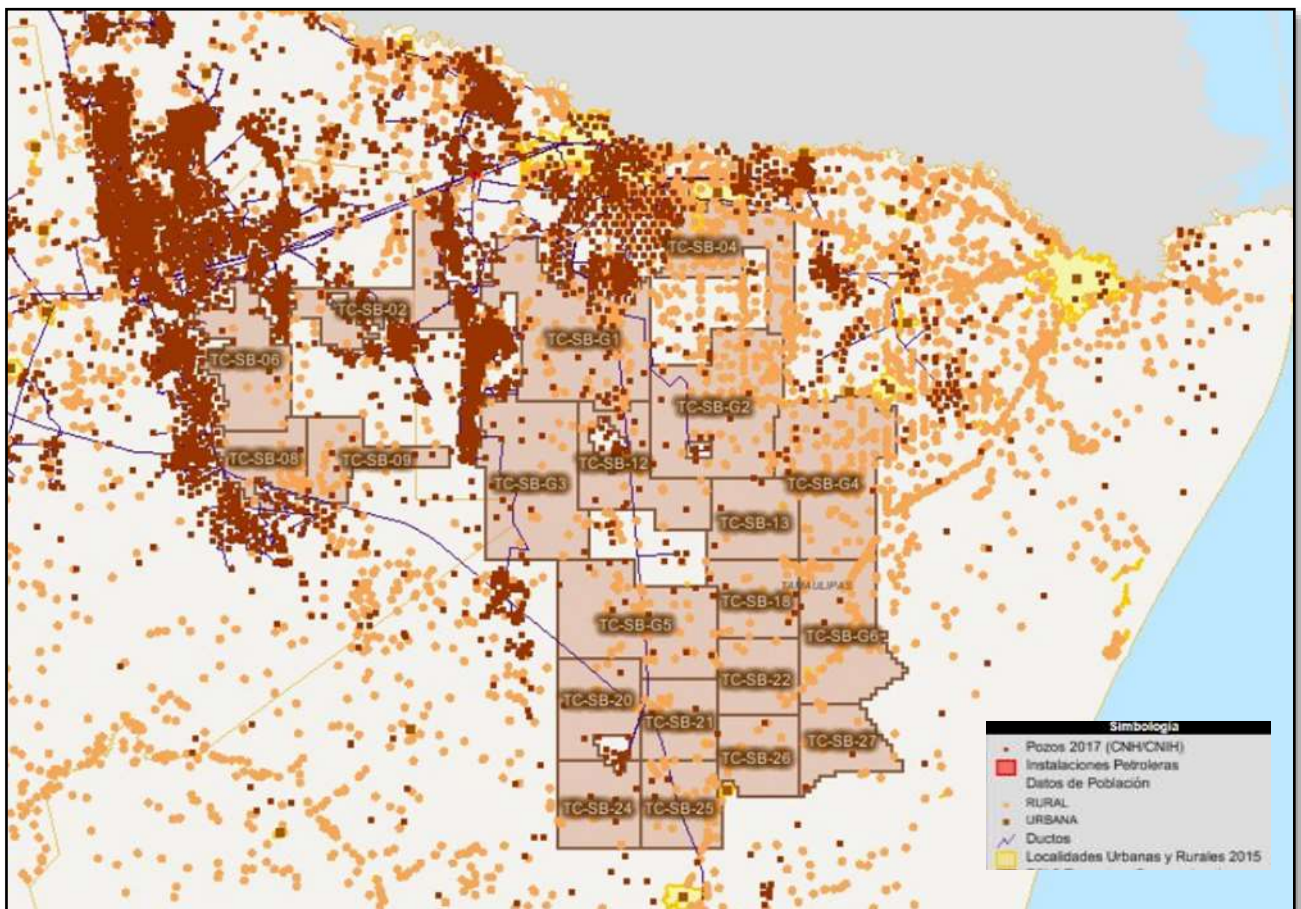 TC-SB-04
TC-SB-02
TC-SB-G1
TC-SB-06
TC-SB-G2
TC-SB-08
TC-SB-09
TC-SB-12
TC-SB-G3
TC-SB-G4
TC-SB-13
TAMAULIPAS
TC-SB-18
TC-SB-G5
TC-SB-G6
TC-SB-22
TC-SB-20
TC-SB-21
TC-SB-27
TC-SB-26
TC-SB-24
TC-SB-25
Simbología
Pozos 2017 (CNH/CNIH)
Instalaciones Petroleras
Datos de Población
RURAL
URBANA
Ductos
Localidades Urbanas y Rurales 2015